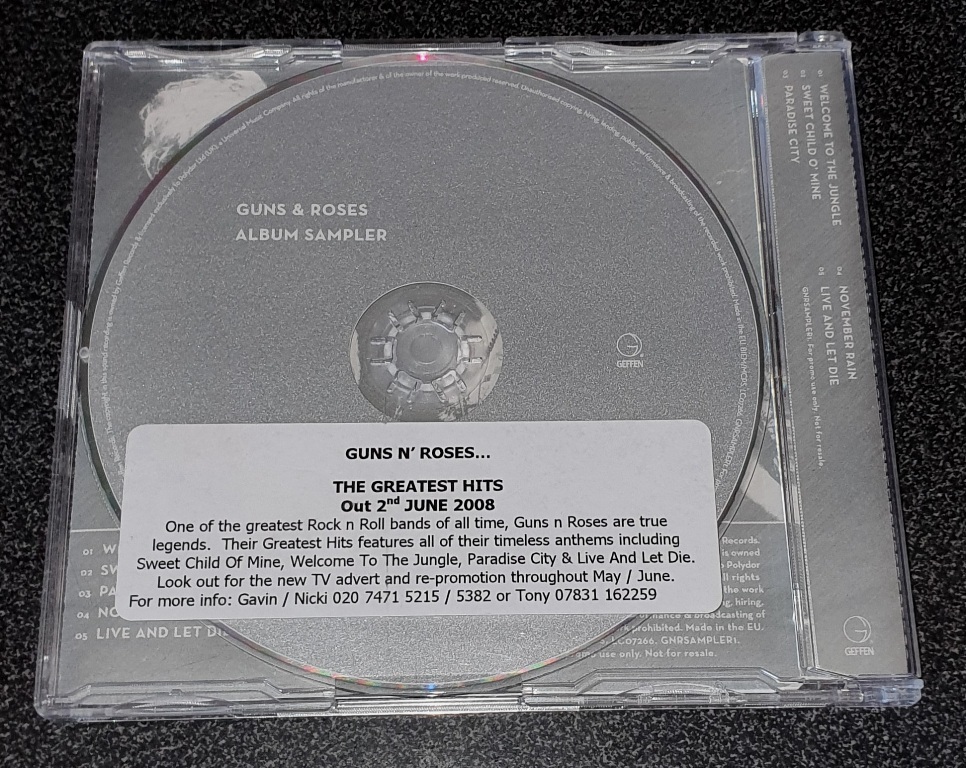 GUNS & ROSES
ALBUM SAMPLER
GEFFEN
GUNS N' ROSES...
THE GREATEST HITS
Out 2nd JUNE 2008
One of the greatest Rock n Roll bands of all time, Guns n Roses are true
legends. Their Greatest Hits features all of their timeless anthems including
Sweet Child Of Mine, Welcome To The Jungle, Paradise City & Live And Let Die.
Look out for the new TV advert and re-promotion throughout May / June.
For more info: Gavin / Nicki 020 7471 5215 / 5382 or Tony 07831 162259
01 W
02 SW
03 PA
04 NO
05 LIVE AND LET DI
Records.
is owned
Polydor
ll rights
the work
g, hiring,
broadcasting of
prohibited. Made in the EU.
LC07266. GNRSAMPLER1.
use only. Not for resale.
01 WELCOME TO THE JUNGLE
02 SWEET CHILD O' MINE
03 PARADISE CITY
04 NOVEMBER RAIN
05 LIVE AND LET DIE
GNRSAMPLER1. For promo use only. Not for resale.
GEFFEN